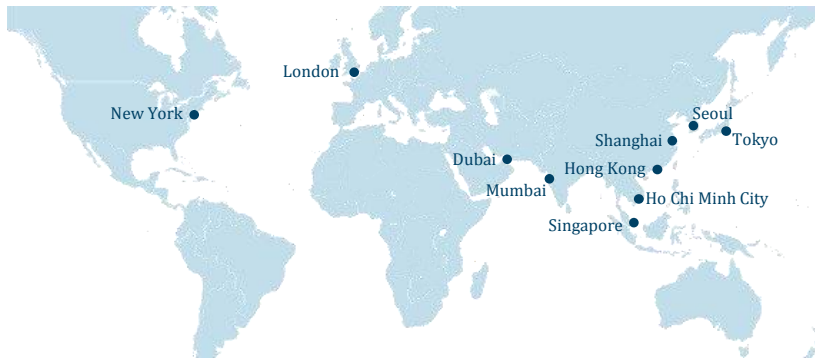 London
New York
Seoul
Shanghai
Tokyo
Dubai
Hong Kong
Mumbai
Ho Chi Minh City
Singapore